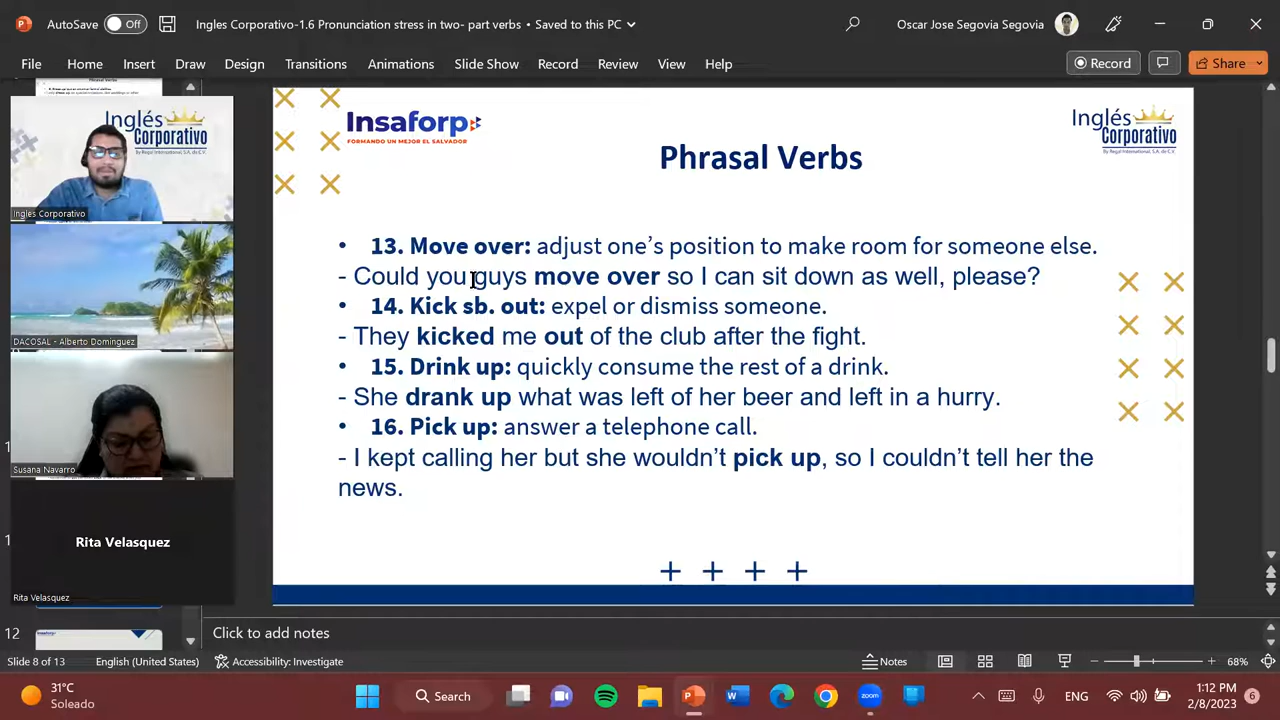 AutoSave Off Ingles Corporativo-1.6 Pronunciation stress in two- part verbs • Saved to this PC Oscar Jose Segovia Segovia
File Home Insert Draw Design Transitions Animations Slide Show Record Review View Help Record Share
Inglés
Corporativo
Ingles Corporativo
DACOSAL - Alberto Dominguez
Susana Navarro
Rita Velasquez
Rita Velasquez
12
Insaforp
FORMANDO UN MEJOR EL SALVADOR
Inglés
Corporativo
By Regal International, S.A. de C.V.
Phrasal Verbs
• 13. Move over: adjust one’s position to make room for someone else.
- Could you guys move over so I can sit down as well, please?
• 14. Kick sb. out: expel or dismiss someone.
- They kicked me out of the club after the fight.
• 15. Drink up: quickly consume the rest of a drink.
- She drank up what was left of her beer and left in a hurry.
• 16. Pick up: answer a telephone call.
- I kept calling her but she wouldn’t pick up, so I couldn’t tell her the
news.
Click to add notes
Slide 8 of 13 English (United States) Accessibility: Investigate Notes 68%
31°C
Soleado
Search
zoom
ENG
1:12 PM
2/8/2023
6